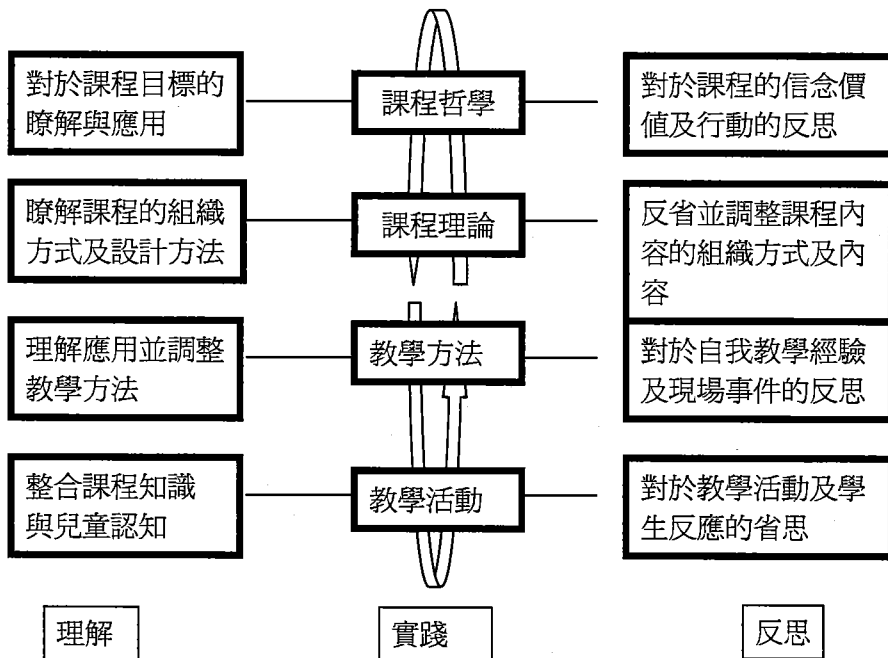 對於課程目標的
瞭解與應用
課程哲學
對於課程的信念價
值及行動的反思
瞭解課程的組織
方式及設計方法
課程理論
反省並調整課程內
容的組織方式及內
容
理解應用並調整
教學方法
教學方法
對於自我教學經驗
及現場事件的反思
整合課程知識
與兒童認知
教學活動
對於教學活動及學
生反應的省思
理解
實踐
反思